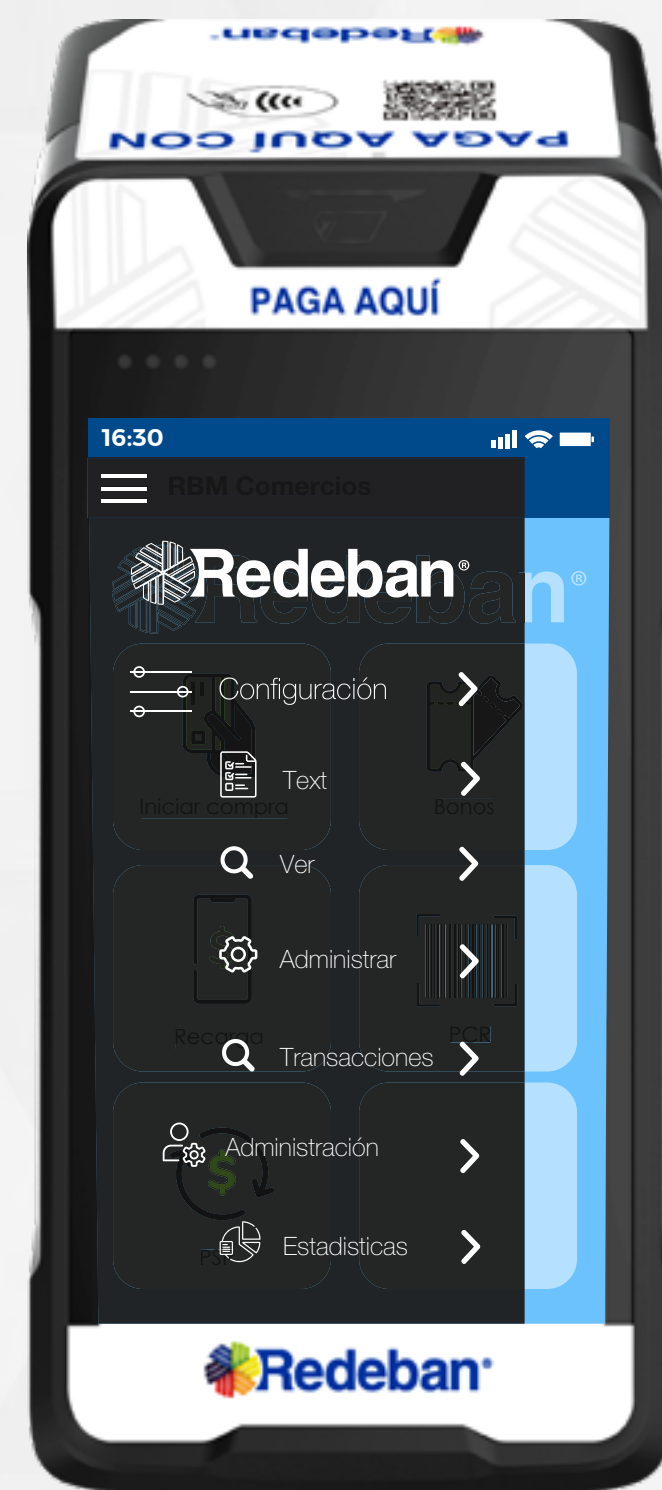 Redeban
PAGA AQUÍ CON
PAGA AQUÍ
16:30
RBM Comercios
Redeban®
Redeban®
Configuración
Text
Iniciar compra
Bonos
Ver
Administrar
Recarga
PCR
Transacciones
Administración
$
Estadisticas
Redeban